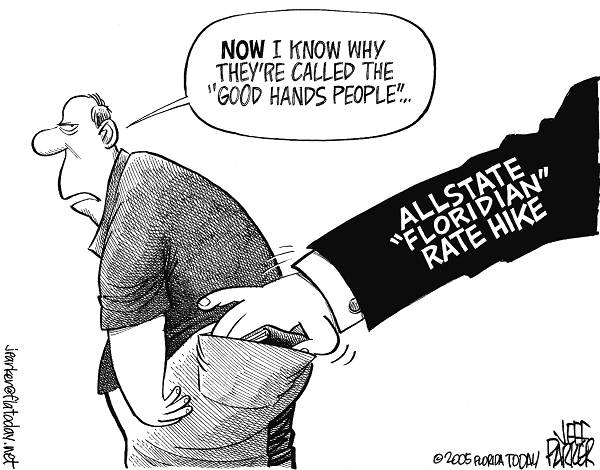 NOW I KNOW WHY
THEY'RE CALLED THE
"GOOD HANDS PEOPLE"...
ALLSTATE
"FLORIDIAN"
RATE HIKE
jparker@flatoday.net
© 2005 FLORIDA TODAY
JEFF
PARKER